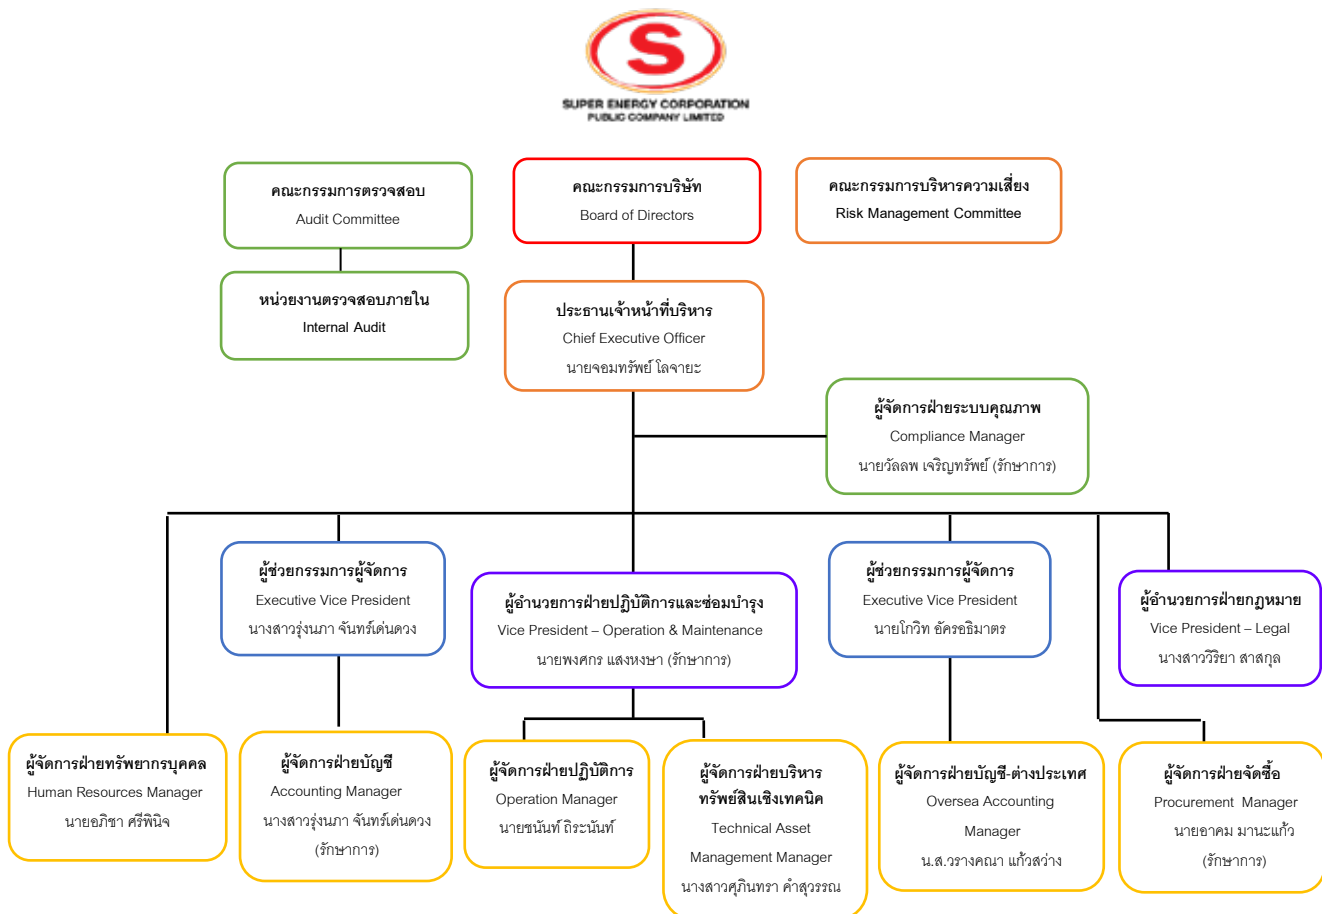 S
SUPER ENERGY CORPORATION
PUBLIC COMPANY LIMITED
คณะกรรมการตรวจสอบ
Audit Committee
คณะกรรมการบริษัท
Board of Directors
คณะกรรมการบริหารความเสี่ยง
Risk Management Committee
หน่วยงานตรวจสอบภายใน
Internal Audit
ประธานเจ้าหน้าที่บริหาร
Chief Executive Officer
นายจอมทรัพย์ โลจายะ
ผู้จัดการฝ่ายระบบคุณภาพ
Compliance Manager
นายวัลลพ เจริญทรัพย์ (รักษาการ)
ผู้ช่วยกรรมการผู้จัดการ
Executive Vice President
นางสาวรุ่งนภา จันทร์เด่นดวง
ผู้อำนวยการฝ่ายปฎิบัติการและซ่อมบำรุง
Vice President – Operation & Maintenance
นายพงศกร แสงหงษา (รักษาการ)
ผู้ช่วยกรรมการผู้จัดการ
Executive Vice President
นายโกวิท อัครอธิมาตร
ผู้อำนวยการฝ่ายกฎหมาย
Vice President – Legal
นางสาววิริยา สาสกุล
ผู้จัดการฝ่ายทรัพยากรบุคคล
Human Resources Manager
นายอภิชา ศรีพินิจ
ผู้จัดการฝ่ายบัญชี
Accounting Manager
นางสาวรุ่งนภา จันทร์เด่นดวง
(รักษาการ)
ผู้จัดการฝ่ายปฏิบัติการ
Operation Manager
นายชนันท์ ถิระนันท์
ผู้จัดการฝ่ายบริหาร
ทรัพย์สินเชิงเทคนิค
Technical Asset
Management Manager
นางสาวศุภินทรา คำสุวรรณ
ผู้จัดการฝ่ายบัญชี-ต่างประเทศ
Oversea Accounting
Manager
น.ส.วรางคณา แก้วสว่าง
ผู้จัดการฝ่ายจัดซื้อ
Procurement Manager
นายอาคม มานะแก้ว
(รักษาการ)